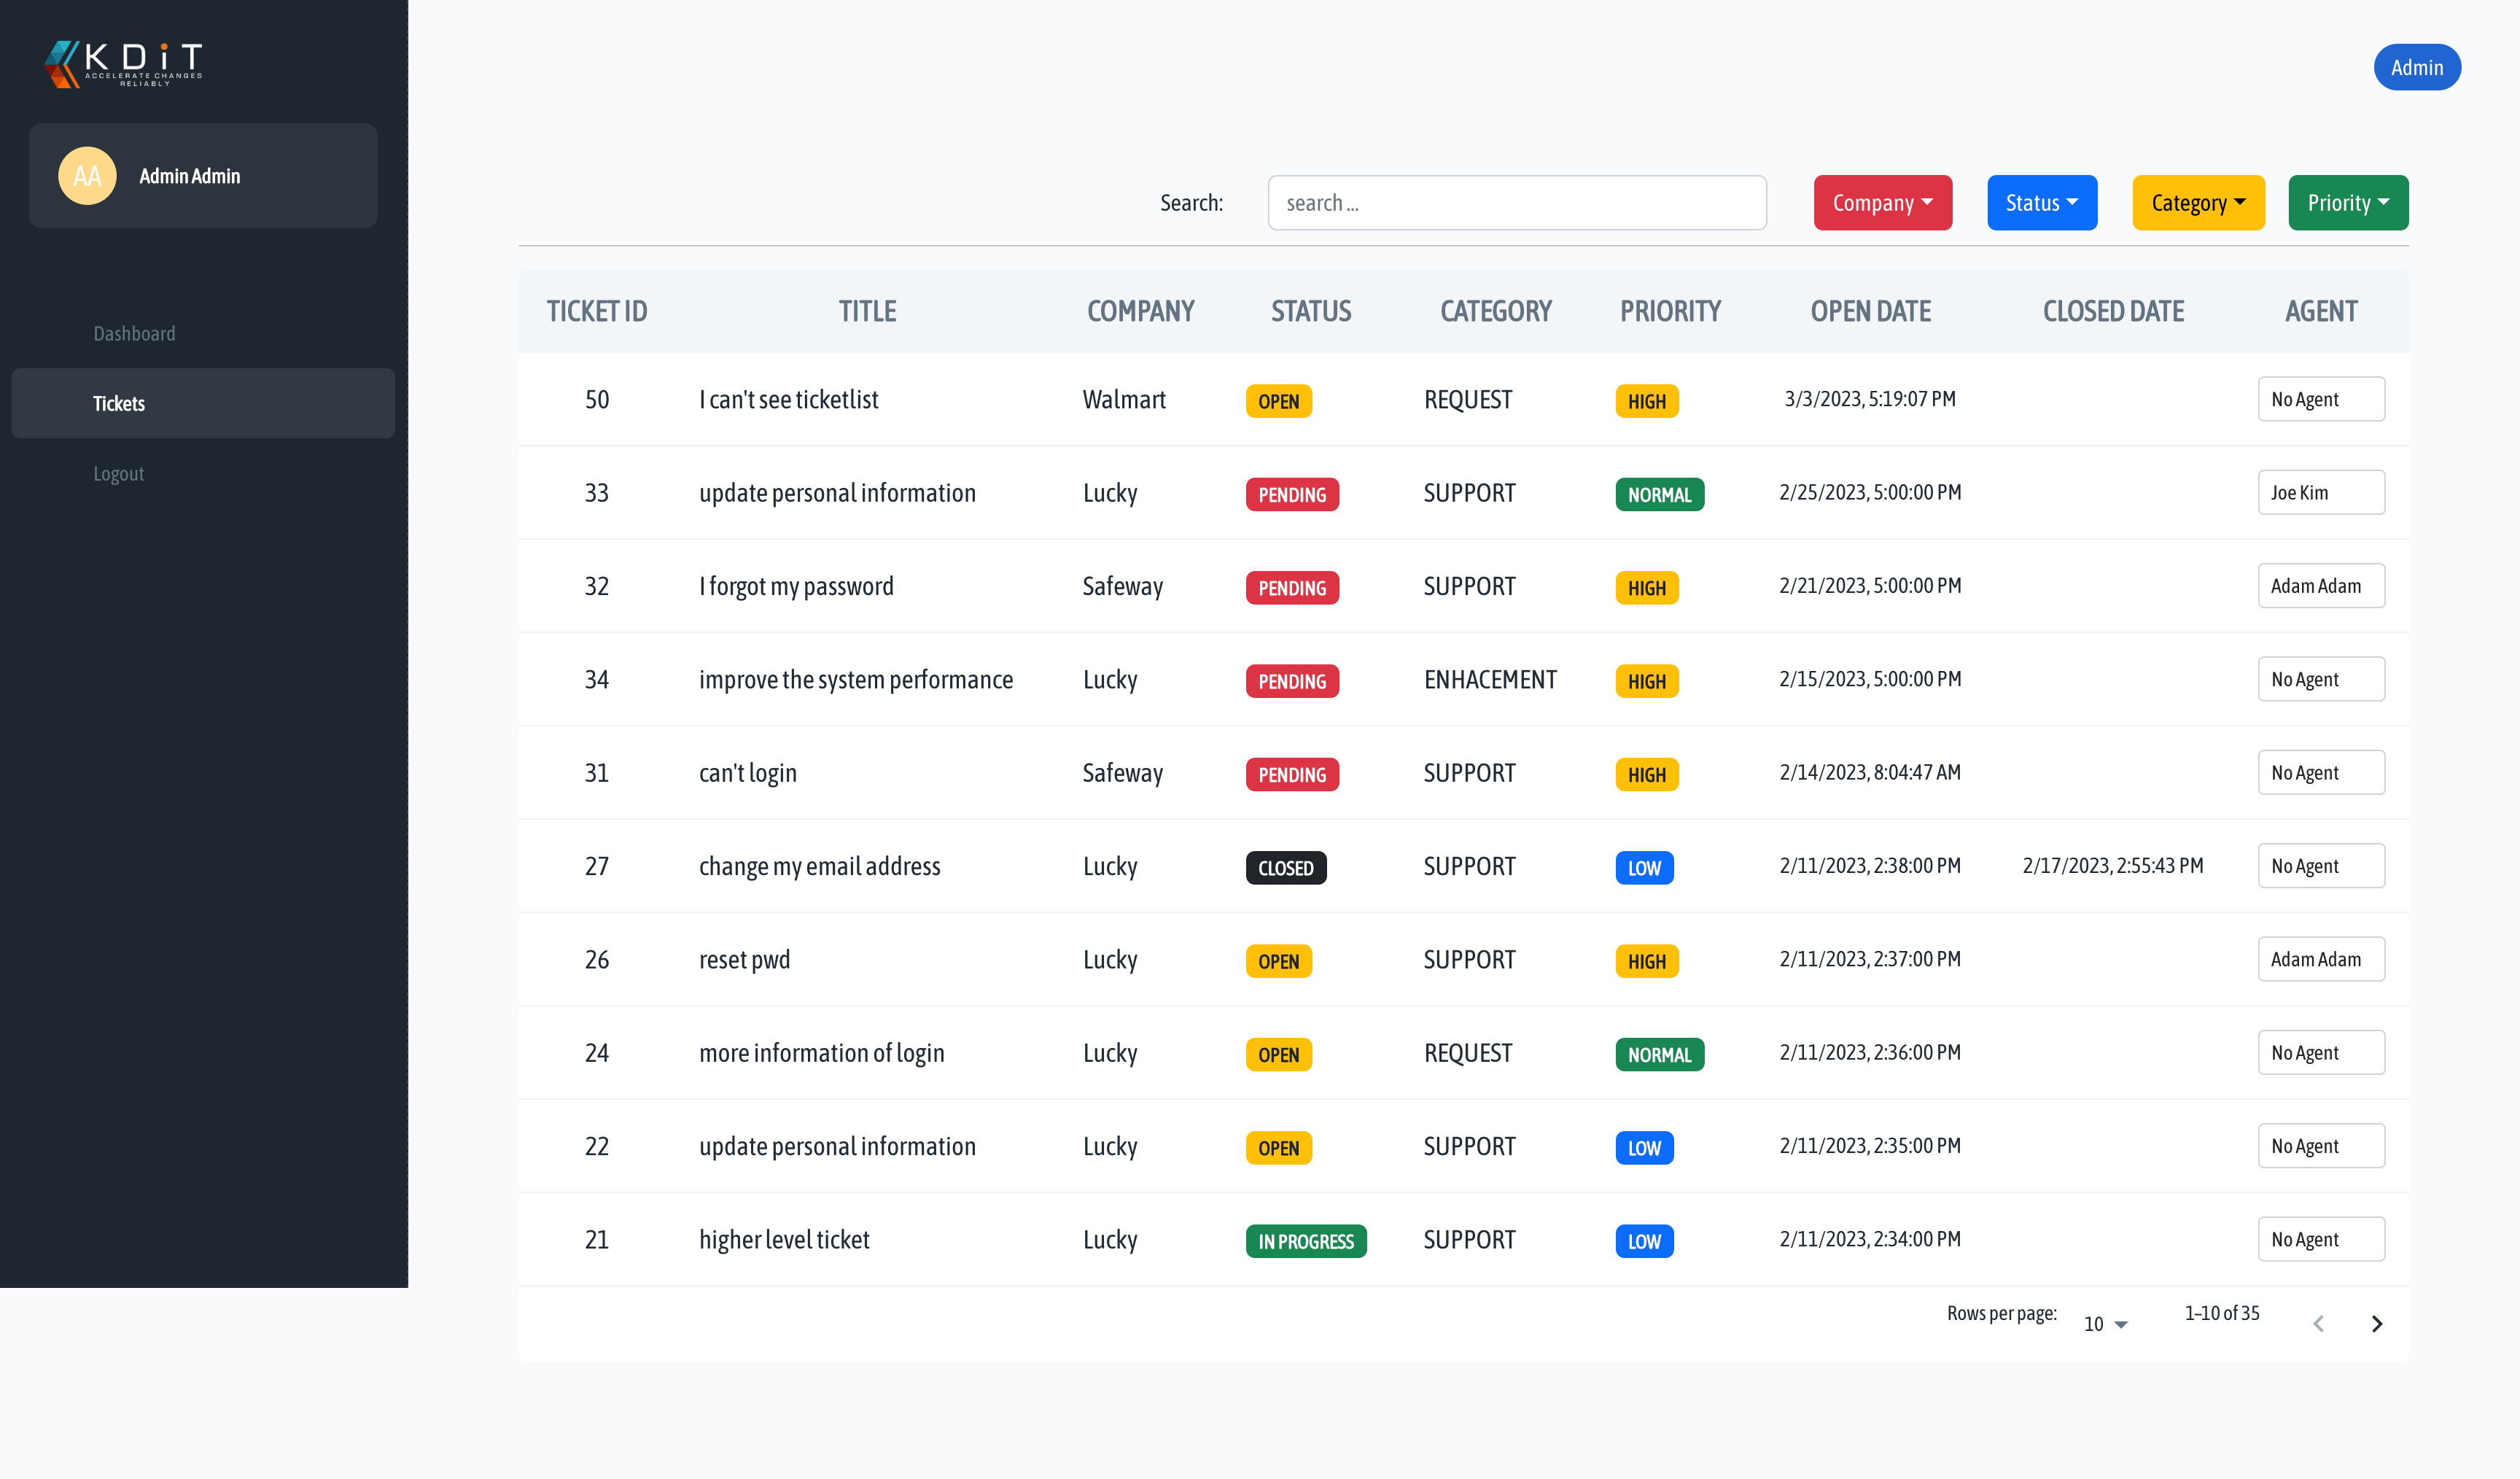 KDiT
ACCELERATE CHANGES
RELIABLY
Admin
AA Admin Admin
Dashboard
Tickets
Logout
Search: search ... Company Status Category Priority
TICKET ID TITLE COMPANY STATUS CATEGORY PRIORITY OPEN DATE CLOSED DATE AGENT
50 I can't see ticketlist Walmart OPEN REQUEST HIGH 3/3/2023, 5:19:07 PM No Agent
33 update personal information Lucky PENDING SUPPORT NORMAL 2/25/2023, 5:00:00 PM Joe Kim
32 I forgot my password Safeway PENDING SUPPORT HIGH 2/21/2023, 5:00:00 PM Adam Adam
34 improve the system performance Lucky PENDING ENHACEMENT HIGH 2/15/2023, 5:00:00 PM No Agent
31 can't login Safeway PENDING SUPPORT HIGH 2/14/2023, 8:04:47 AM No Agent
27 change my email address Lucky CLOSED SUPPORT LOW 2/11/2023, 2:38:00 PM 2/17/2023, 2:55:43 PM No Agent
26 reset pwd Lucky OPEN SUPPORT HIGH 2/11/2023, 2:37:00 PM Adam Adam
24 more information of login Lucky OPEN REQUEST NORMAL 2/11/2023, 2:36:00 PM No Agent
22 update personal information Lucky OPEN SUPPORT LOW 2/11/2023, 2:35:00 PM No Agent
21 higher level ticket Lucky IN PROGRESS SUPPORT LOW 2/11/2023, 2:34:00 PM No Agent
Rows per page: 10 1–10 of 35